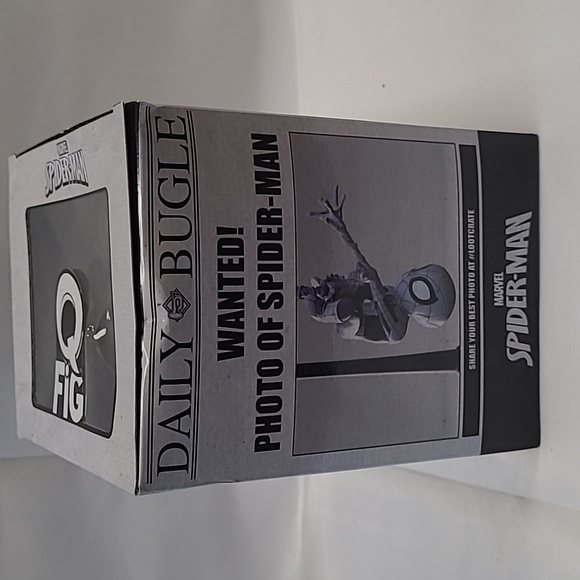 MARVEL
SPIDER-MAN
Q
FiG
DAILY BUGLE
WANTED!
PHOTO OF SPIDER-MAN
SHARE YOUR BEST PHOTO AT #LOOTCRATE
MARVEL
SPIDER-MAN